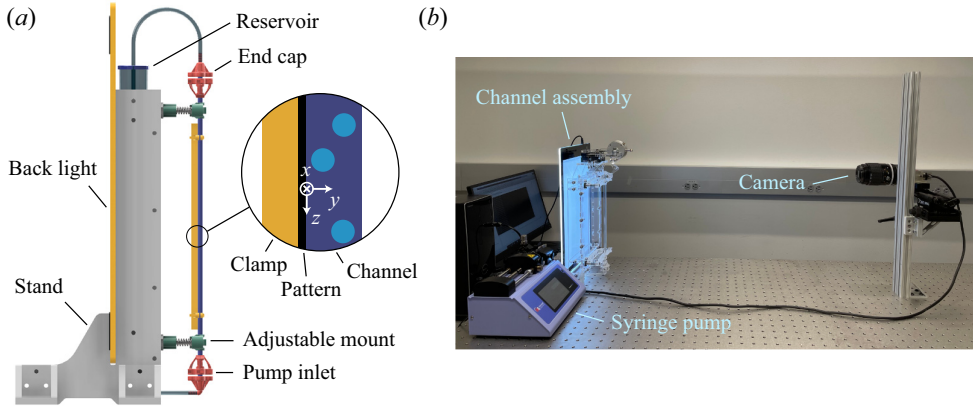 (a)
Reservoir
End cap
Back light
x
y
z
Clamp
Pattern
Channel
Stand
Adjustable mount
Pump inlet
(b)
Channel assembly
Camera
Syringe pump